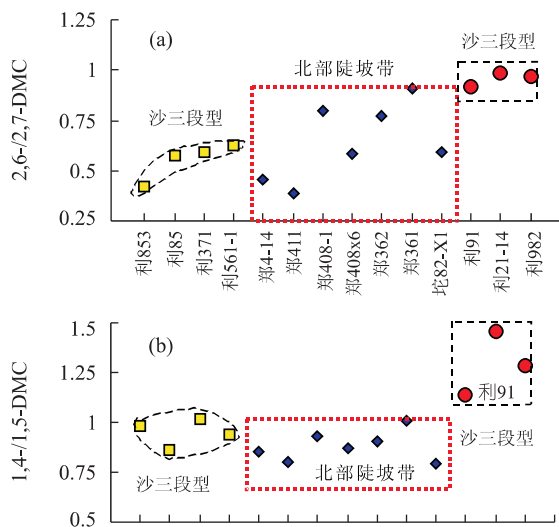 (a)
2,6-/2,7-DMC
1.25
1
0.75
0.5
0.25
沙三段型
北部陡坡带
沙三段型
利853
利85
利371
利561-1
郑4-14
郑411
郑408-1
郑408x6
郑362
郑361
坨82-X1
利91
利21-14
利982
(b)
1,4-/1,5-DMC
1.5
1.25
1
0.75
0.5
利91
沙三段型
北部陡坡带
沙三段型